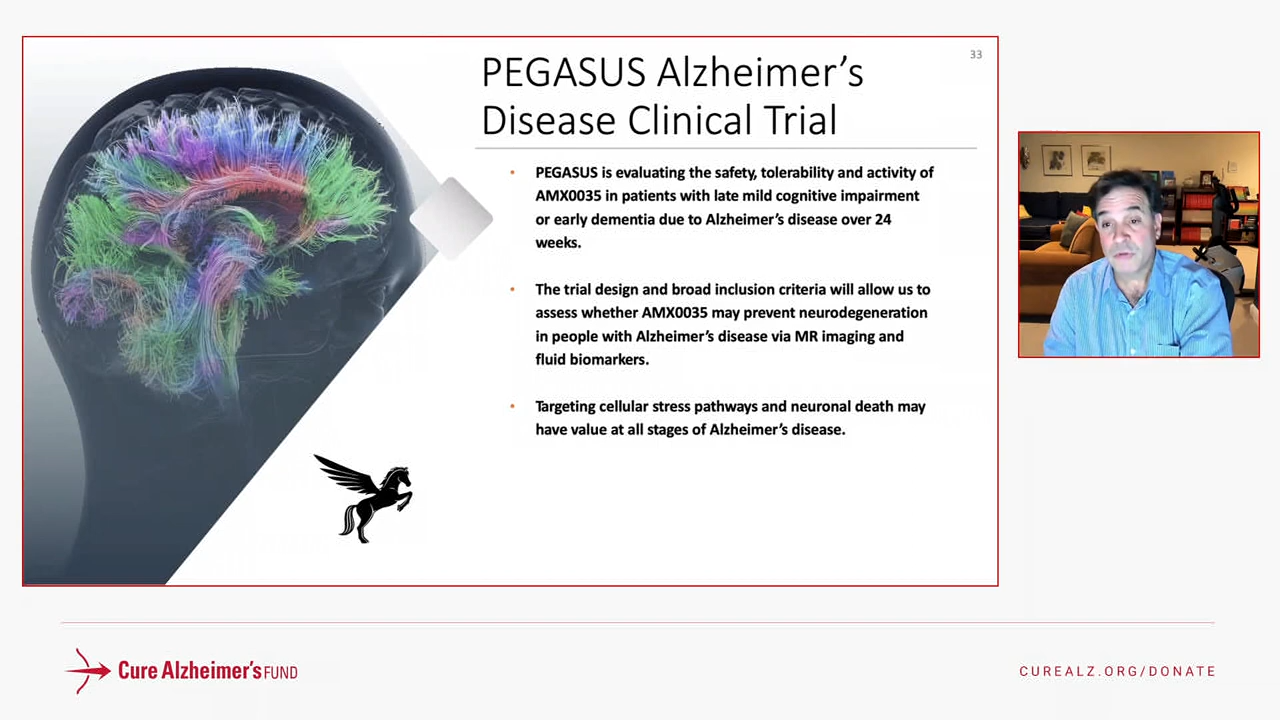 33
PEGASUS Alzheimer’s
Disease Clinical Trial
• PEGASUS is evaluating the safety, tolerability and activity of
AMX0035 in patients with late mild cognitive impairment
or early dementia due to Alzheimer’s disease over 24
weeks.
• The trial design and broad inclusion criteria will allow us to
assess whether AMX0035 may prevent neurodegeneration
in people with Alzheimer’s disease via MR imaging and
fluid biomarkers.
• Targeting cellular stress pathways and neuronal death may
have value at all stages of Alzheimer’s disease.
Cure Alzheimer’s FUND
CUREALZ.ORG/DONATE